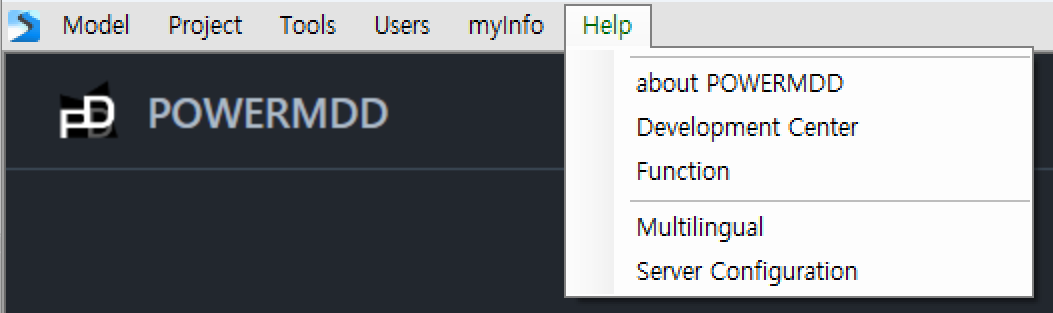 Model Project Tools Users myInfo Help
POWERMDD
about POWERMDD
Development Center
Function
Multilingual
Server Configuration